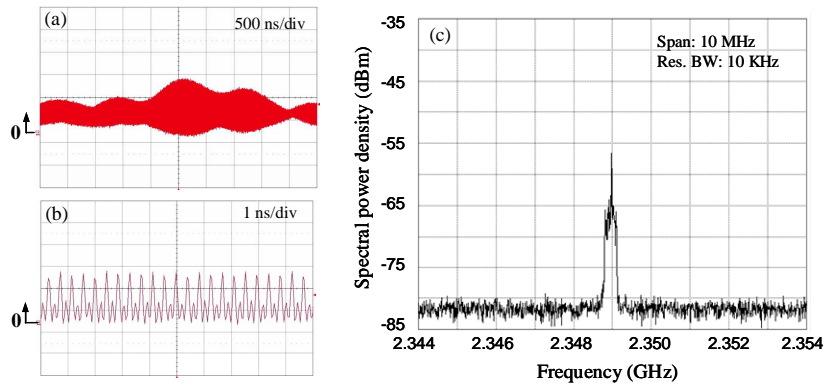 (a)
500 ns/div
0
(b)
1 ns/div
0
(c)
Span: 10 MHz
Res. BW: 10 KHz
Spectral power density (dBm)
-35
-45
-55
-65
-75
-85
2.344 2.346 2.348 2.350 2.352 2.354
Frequency (GHz)